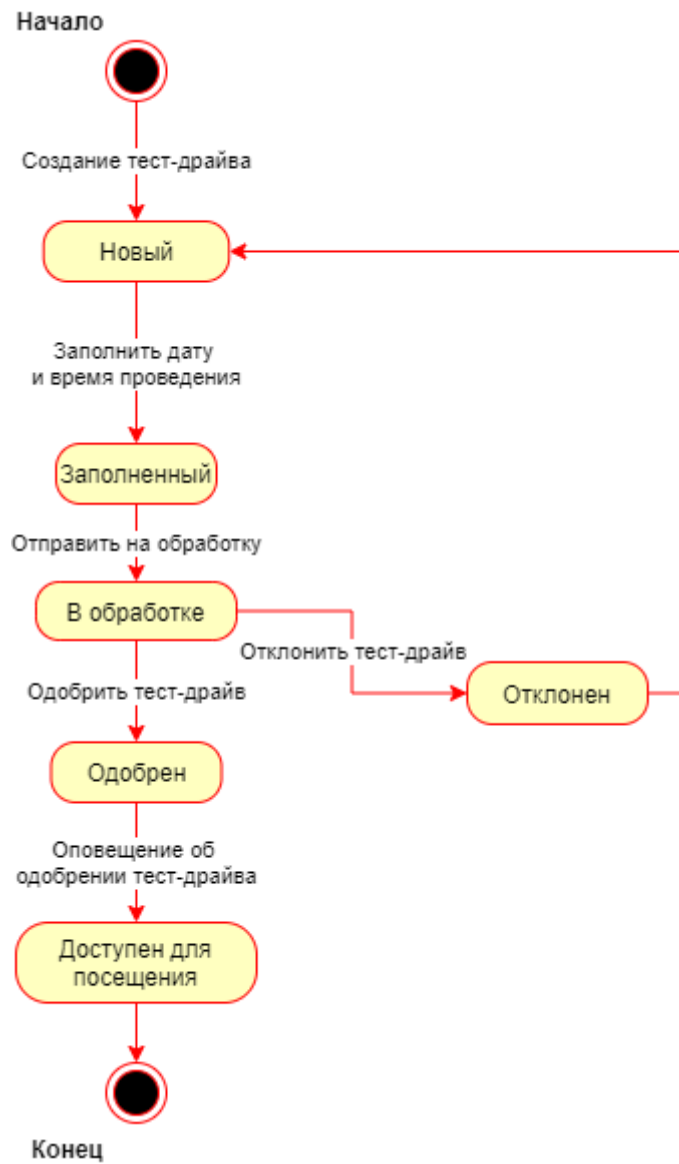 Начало
Создание тест-драйва
Новый
Заполнить дату
и время проведения
Заполненный
Отправить на обработку
В обработке
Отклонить тест-драйв
Одобрить тест-драйв
Отклонен
Одобрен
Оповещение об
одобрении тест-драйва
Доступен для
посещения
Конец